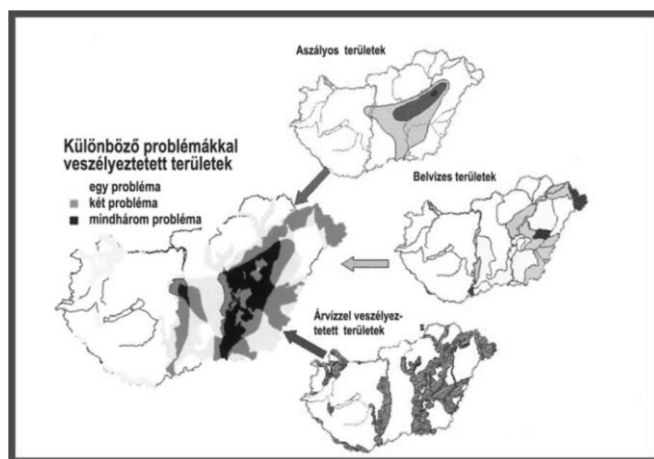 Aszályos területek
Különböző problémákkal
veszélyeztetett területek
egy probléma
két probléma
mindhárom probléma
Belvizes területek
Árvízzel veszélyez-
tetett területek